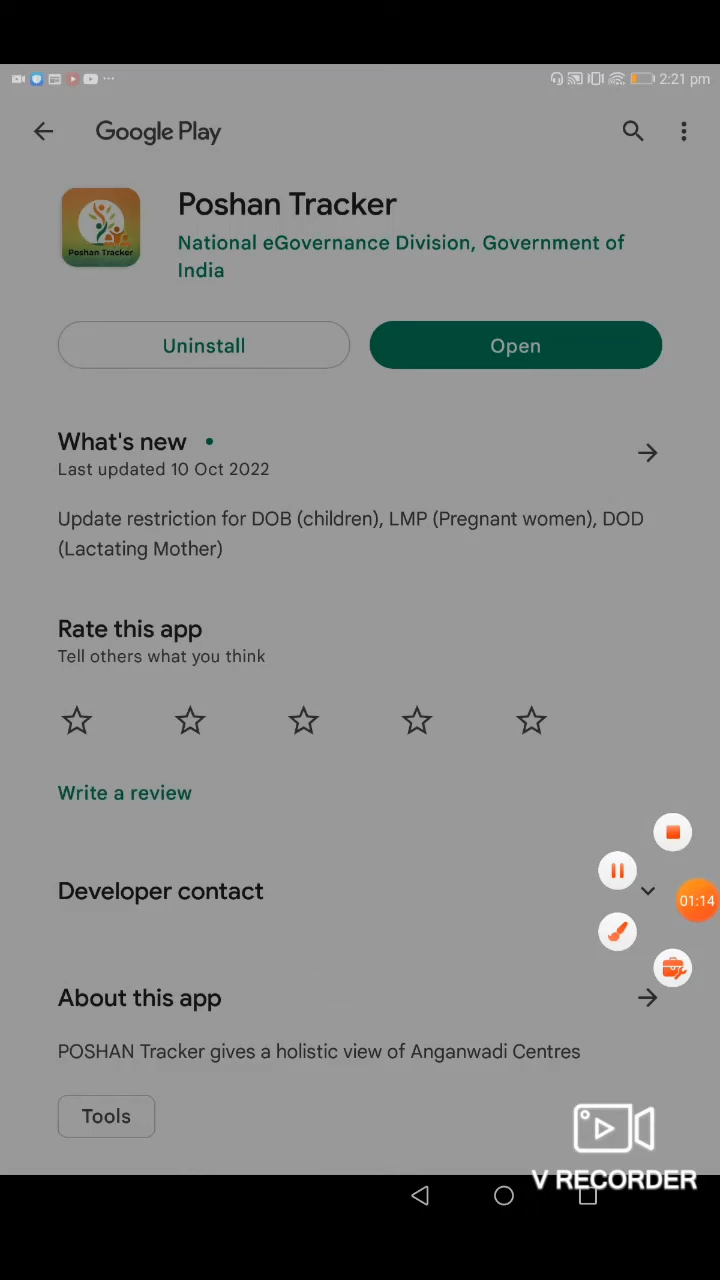 2:21 pm
Google Play
Poshan Tracker
Poshan Tracker
National eGovernance Division, Government of
India
Uninstall
Open
What's new
Last updated 10 Oct 2022
Update restriction for DOB (children), LMP (Pregnant women), DOD
(Lactating Mother)
Rate this app
Tell others what you think
Write a review
Developer contact
01:14
About this app
POSHAN Tracker gives a holistic view of Anganwadi Centres
Tools
V RECORDER